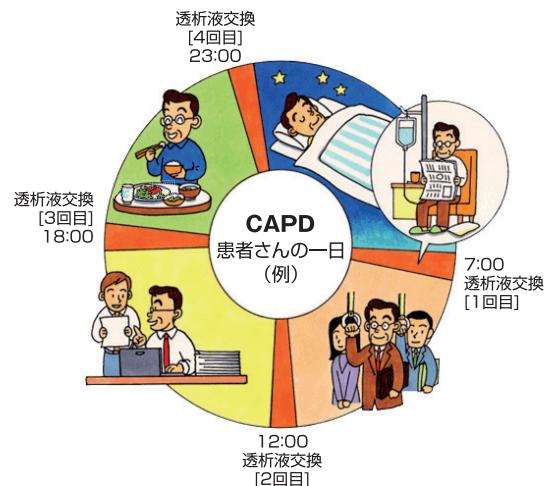 透析液交換
[4回目]
23:00
透析液交換
[3回目]
18:00
CAPD
患者さんの一日
（例）
7:00
透析液交換
[1回目]
12:00
透析液交換
[2回目]